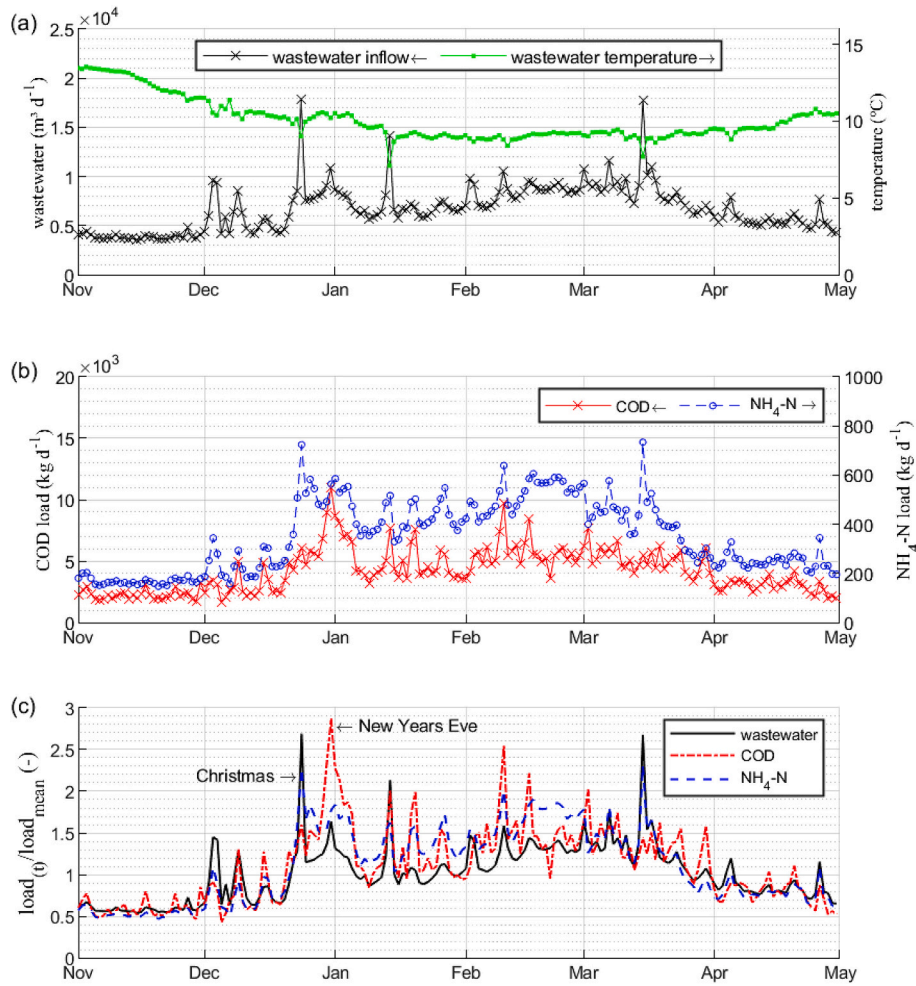 (a)
×10⁴
2.5
2
1.5
1
0.5
0
wastewater (m³ d⁻¹)
wastewater inflow← wastewater temperature→
15
10
5
0
temperature (ºC)
Nov Dec Jan Feb Mar Apr May
(b)
×10³
20
15
10
5
0
COD load (kg d⁻¹)
COD← NH₄-N →
1000
800
600
400
200
0
NH₄-N load (kg d⁻¹)
Nov Dec Jan Feb Mar Apr May
(c)
3
2.5
2
1.5
1
0.5
0
load₍ₜ₎/loadₘₑₐₙ (-)
← New Years Eve
Christmas →
wastewater
COD
NH₄-N
Nov Dec Jan Feb Mar Apr May